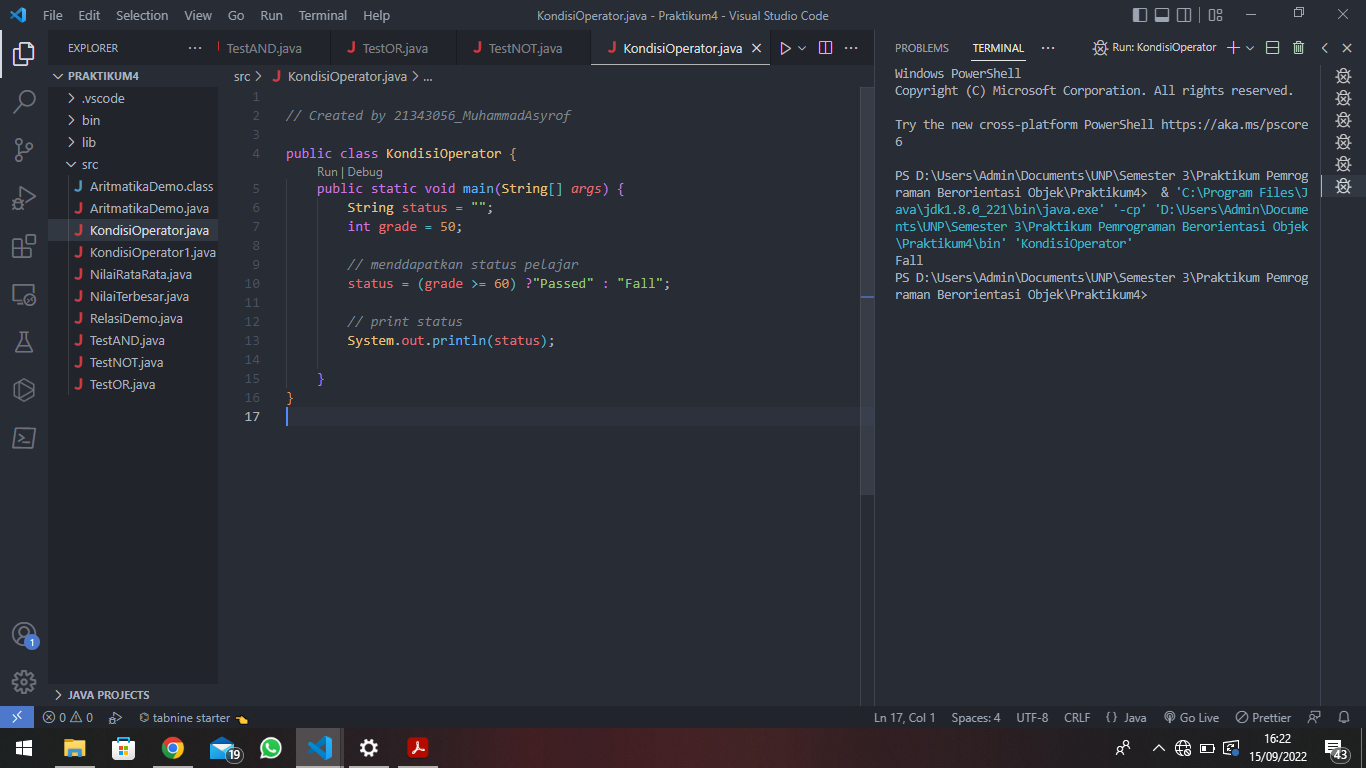 File Edit Selection View Go Run Terminal Help
KondisiOperator.java - Praktikum4 - Visual Studio Code
EXPLORER
PRAKTIKUM4
.vscode
bin
lib
src
AritmatikaDemo.class
AritmatikaDemo.java
KondisiOperator.java
KondisiOperator1.java
NilaiRataRata.java
NilaiTerbesar.java
RelasiDemo.java
TestAND.java
TestNOT.java
TestOR.java
JAVA PROJECTS
TestAND.java TestOR.java TestNOT.java KondisiOperator.java
src > KondisiOperator.java > ...
1
2 // Created by 21343056_MuhammadAsyrof
3
4 public class KondisiOperator {
Run | Debug
5 public static void main(String[] args) {
6 String status = "";
7 int grade = 50;
8
9 // menddapatkan status pelajar
10 status = (grade >= 60) ?"Passed" : "Fall";
11
12 // print status
13 System.out.println(status);
14
15 }
16 }
17
PROBLEMS TERMINAL Run: KondisiOperator
Windows PowerShell
Copyright (C) Microsoft Corporation. All rights reserved.
Try the new cross-platform PowerShell https://aka.ms/pscore
6
PS D:\Users\Admin\Documents\UNP\Semester 3\Praktikum Pemrog
raman Berorientasi Objek\Praktikum4> & 'C:\Program Files\J
ava\jdk1.8.0_221\bin\java.exe' '-cp' 'D:\Users\Admin\Docume
nts\UNP\Semester 3\Praktikum Pemrograman Berorientasi Objek
\Praktikum4\bin' 'KondisiOperator'
Fall
PS D:\Users\Admin\Documents\UNP\Semester 3\Praktikum Pemrog
raman Berorientasi Objek\Praktikum4>
1
0 0 tabnine starter Ln 17, Col 1 Spaces: 4 UTF-8 CRLF {} Java Go Live Prettier
19
16:22
15/09/2022
43